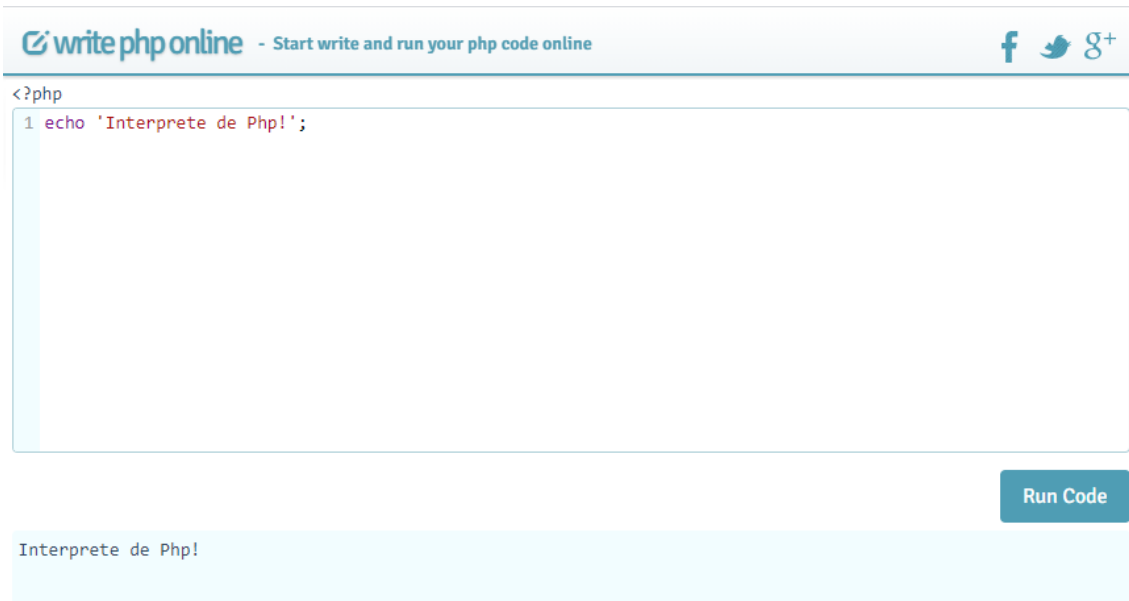 write php online - Start write and run your php code online f g+
<?php
1 echo 'Interprete de Php!';
Run Code
Interprete de Php!